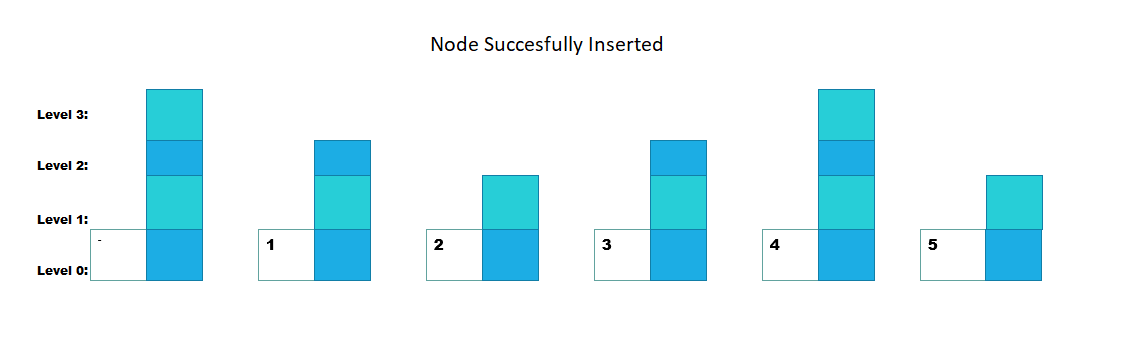 Node Succesfully Inserted
Level 3:
Level 2:
Level 1:
Level 0:
- 1 2 3 4 5